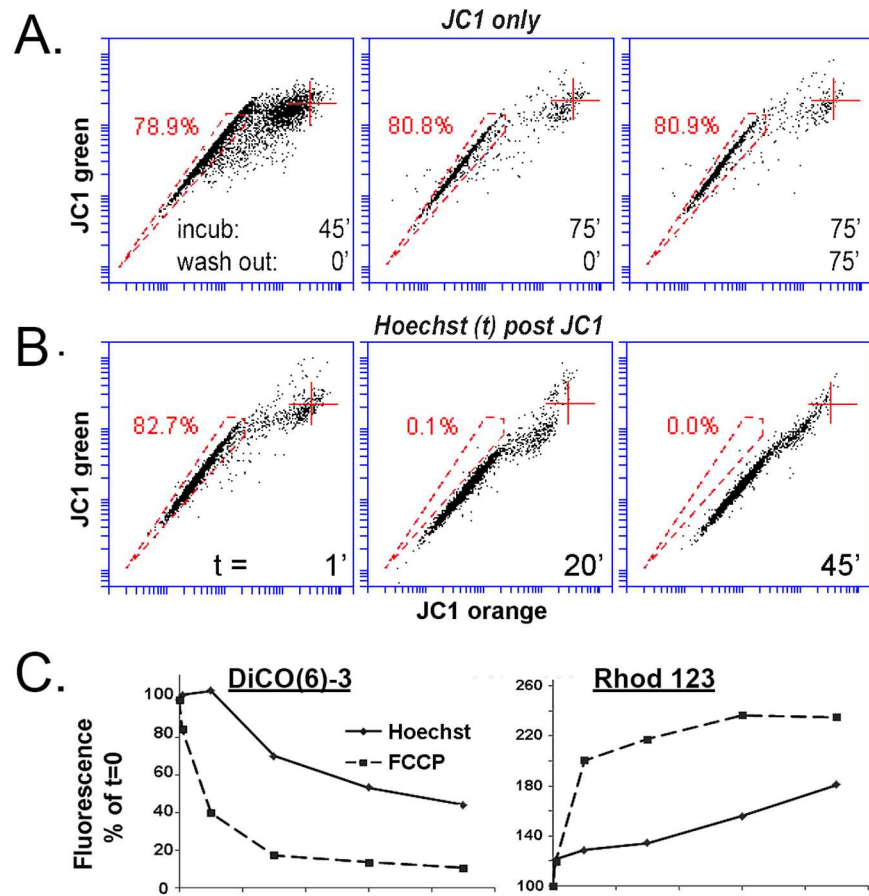 A.
JC1 only
JC1 green
78.9%
incub: 45’
wash out: 0’
80.8%
75’
0’
80.9%
75’
75’
B.
Hoechst (t) post JC1
JC1 green
82.7%
t = 1’
0.1%
20’
0.0%
45’
JC1 orange
C.
DiCO(6)-3
Fluorescence
% of t=0
100
80
60
40
20
0
Hoechst
FCCP
Rhod 123
260
220
180
140
100